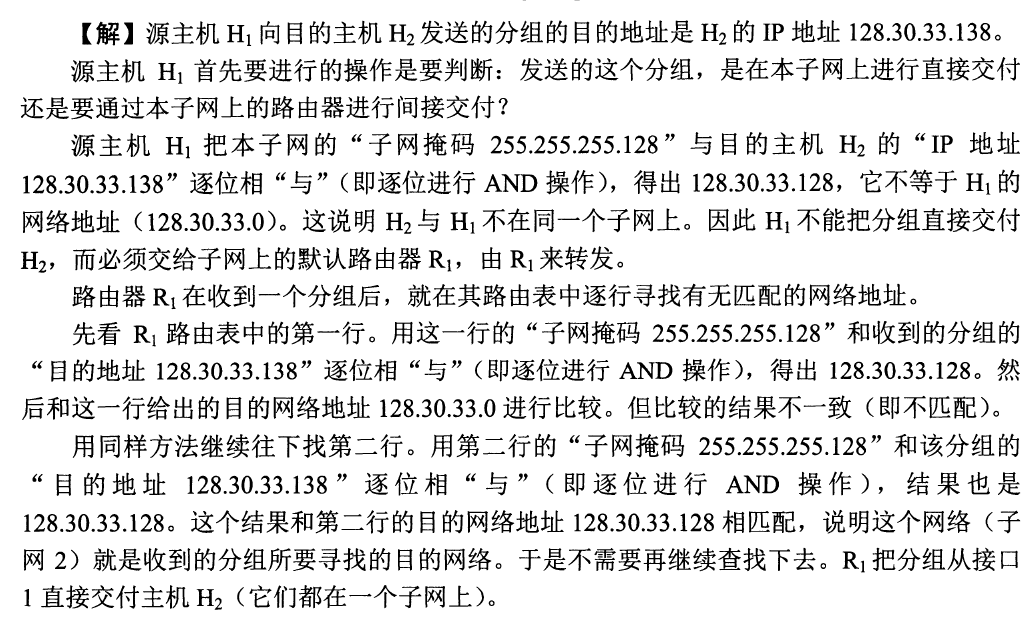 【解】源主机 H1 向目的主机 H2 发送的分组的目的地址是 H2 的 IP 地址 128.30.33.138。
源主机 H1 首先要进行的操作是要判断：发送的这个分组，是在本子网上进行直接交付
还是要通过本子网上的路由器进行间接交付？
源主机 H1 把本子网的“子网掩码 255.255.255.128”与目的主机 H2 的“IP 地址
128.30.33.138”逐位相“与”（即逐位进行 AND 操作），得出 128.30.33.128，它不等于 H1 的
网络地址（128.30.33.0）。这说明 H2 与 H1 不在同一个子网上。因此 H1 不能把分组直接交付
H2，而必须交给子网上的默认路由器 R1，由 R1 来转发。
路由器 R1 在收到一个分组后，就在其路由表中逐行寻找有无匹配的网络地址。
先看 R1 路由表中的第一行。用这一行的“子网掩码 255.255.255.128”和收到的分组的
“目的地址 128.30.33.138”逐位相“与”（即逐位进行 AND 操作），得出 128.30.33.128。然
后和这一行给出的目的网络地址 128.30.33.0 进行比较。但比较的结果不一致（即不匹配）。
用同样方法继续往下找第二行。用第二行的“子网掩码 255.255.255.128”和该分组的
“目的地址 128.30.33.138”逐位相“与”（即逐位进行 AND 操作），结果也是
128.30.33.128。这个结果和第二行的目的网络地址 128.30.33.128 相匹配，说明这个网络（子
网 2）就是收到的分组所要寻找的目的网络。于是不需要再继续查找下去。R1 把分组从接口
1 直接交付主机 H2（它们都在一个子网上）。